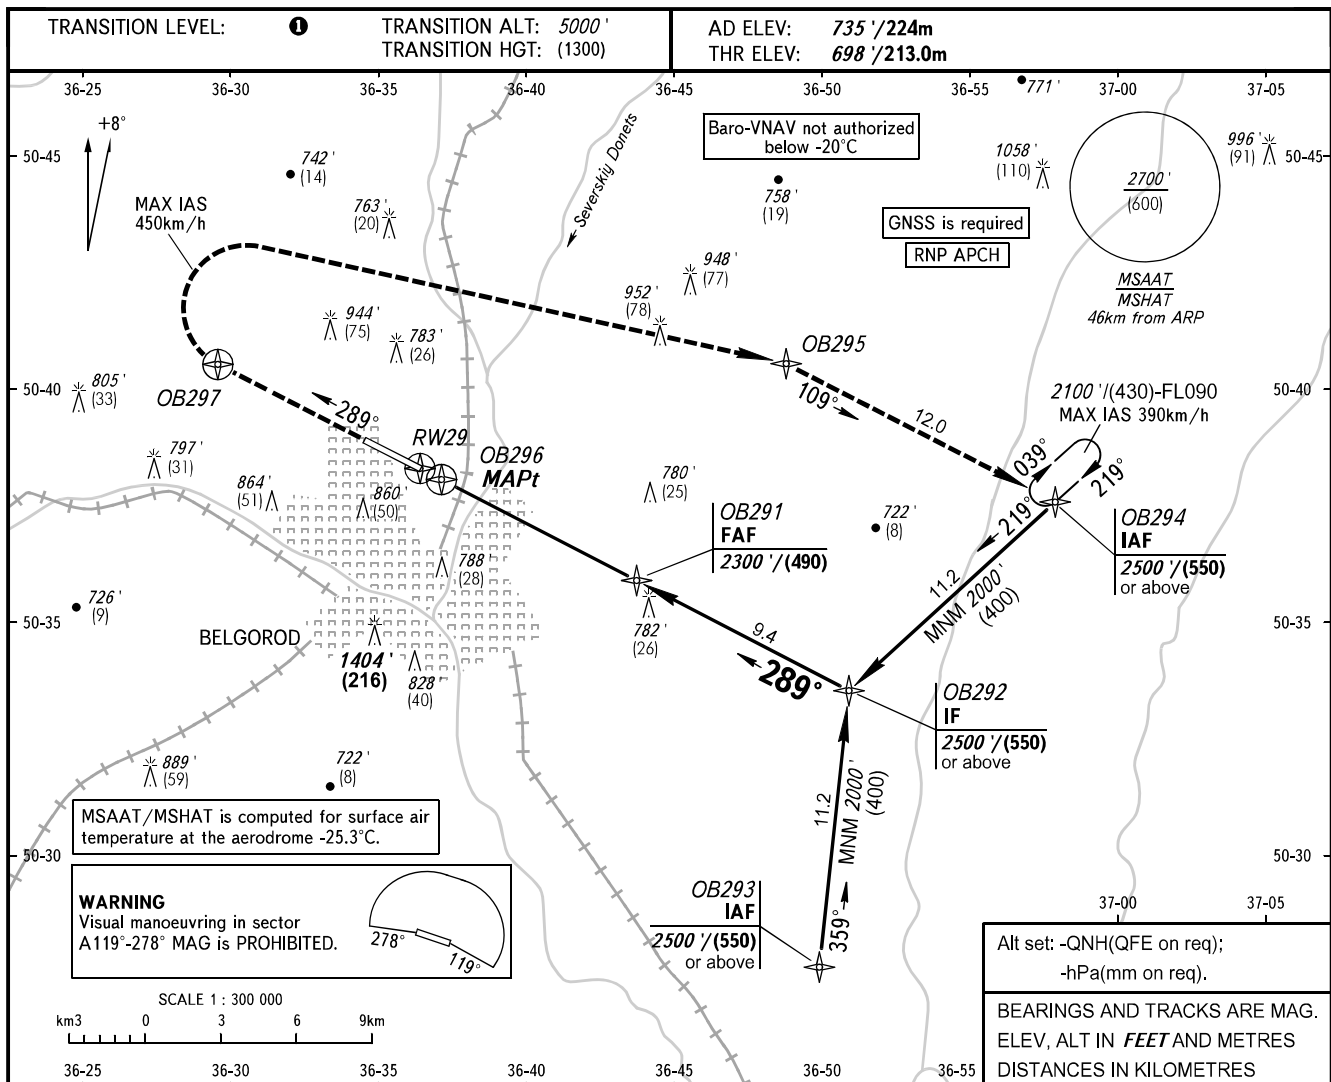 TRANSITION LEVEL: 1
TRANSITION ALT: 5000 '
TRANSITION HGT: (1300)
AD ELEV: 735 '/224m
THR ELEV: 698 '/213.0m
36-25
36-30
36-35
36-40
36-45
36-50
36-55
37-00
37-05
771'
+8°
50-45
742 '
(14)
MAX IAS
450km/h
763 '
(20)
Severskiy Donets
Baro-VNAV not authorized
below -20°C
758 '
(19)
1058 '
(110)
2700 '
(600)
996 '
(91)
50-45
GNSS is required
RNP APCH
MSAAT
MSHAT
46km from ARP
948 '
(77)
952 '
(78)
944 '
(75)
783 '
(26)
OB295
805 '
(33)
50-40
OB297
289°
RW29
OB296
MAPt
109°
12.0
2100 '/(430)-FL090
MAX IAS 390km/h
50-40
039°
219°
219°
797 '
(31)
864 '
(51)
860 '
(50)
780 '
(25)
OB291
FAF
2300 '/(490)
722 '
(8)
OB294
IAF
2500 '/(550)
or above
788 '
(28)
11.2
MNM 2000 '
(400)
726 '
(9)
50-35
BELGOROD
1404 '
(216)
828 '
(40)
782 '
(26)
9.4
289°
50-35
OB292
IF
2500 '/(550)
or above
889 '
(59)
722 '
(8)
11.2
MNM 2000 '
(400)
MSAAT/MSHAT is computed for surface air
temperature at the aerodrome -25.3°C.
50-30
50-30
WARNING
Visual manoeuvring in sector
A119°-278° MAG is PROHIBITED.
278°
119°
OB293
IAF
2500 '/(550)
or above
359°
37-00
37-05
Alt set: -QNH(QFE on req);
-hPa(mm on req).
SCALE 1 : 300 000
km3 0 3 6 9km
BEARINGS AND TRACKS ARE MAG.
ELEV, ALT IN FEET AND METRES
DISTANCES IN KILOMETRES
36-25
36-30
36-35
36-40
36-45
36-50
36-55